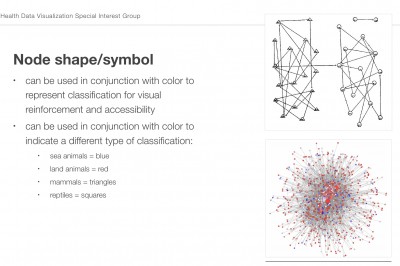 Health Data Visualization Special Interest Group
Node shape/symbol
• can be used in conjunction with color to
represent classification for visual
reinforcement and accessibility
• can be used in conjunction with color to
indicate a different type of classification:
• sea animals = blue
• land animals = red
• mammals = triangles
• reptiles = squares